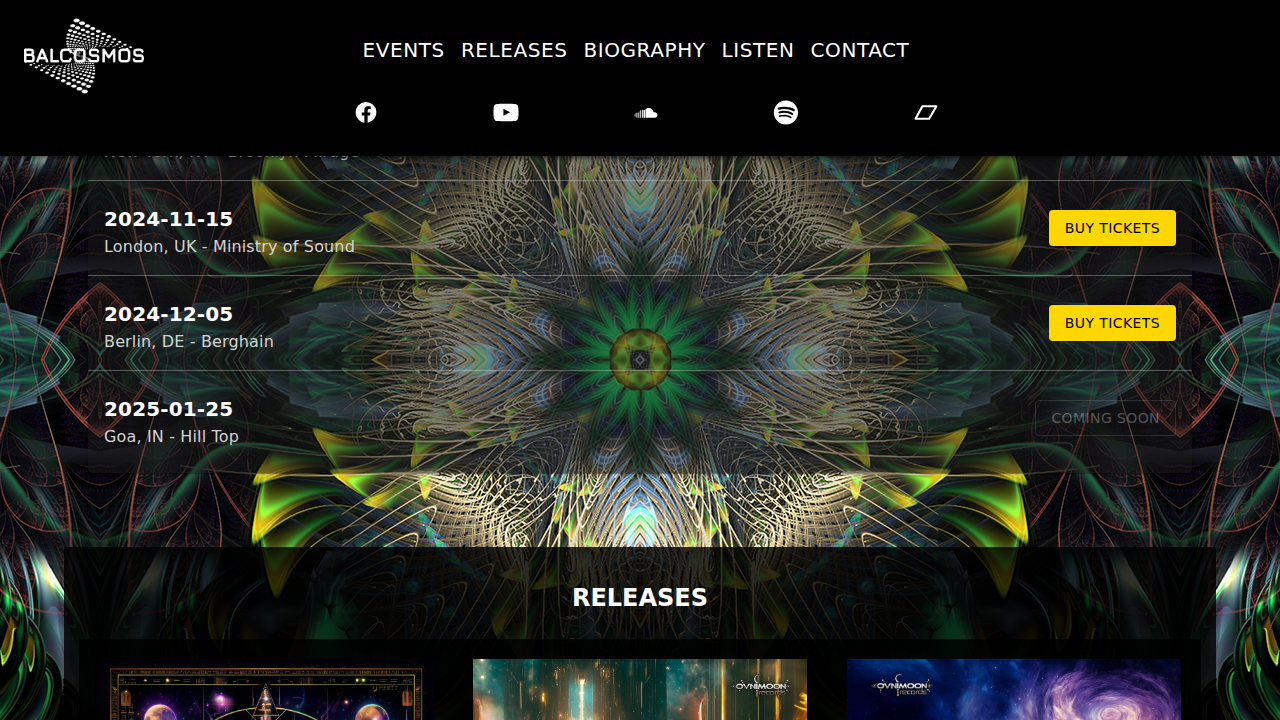 BALCOSMOS
EVENTS RELEASES BIOGRAPHY LISTEN CONTACT
2024-11-15
London, UK - Ministry of Sound
BUY TICKETS
2024-12-05
Berlin, DE - Berghain
BUY TICKETS
2025-01-25
Goa, IN - Hill Top
COMING SOON
RELEASES
OVNIMOON
records
OVNIMOON
records